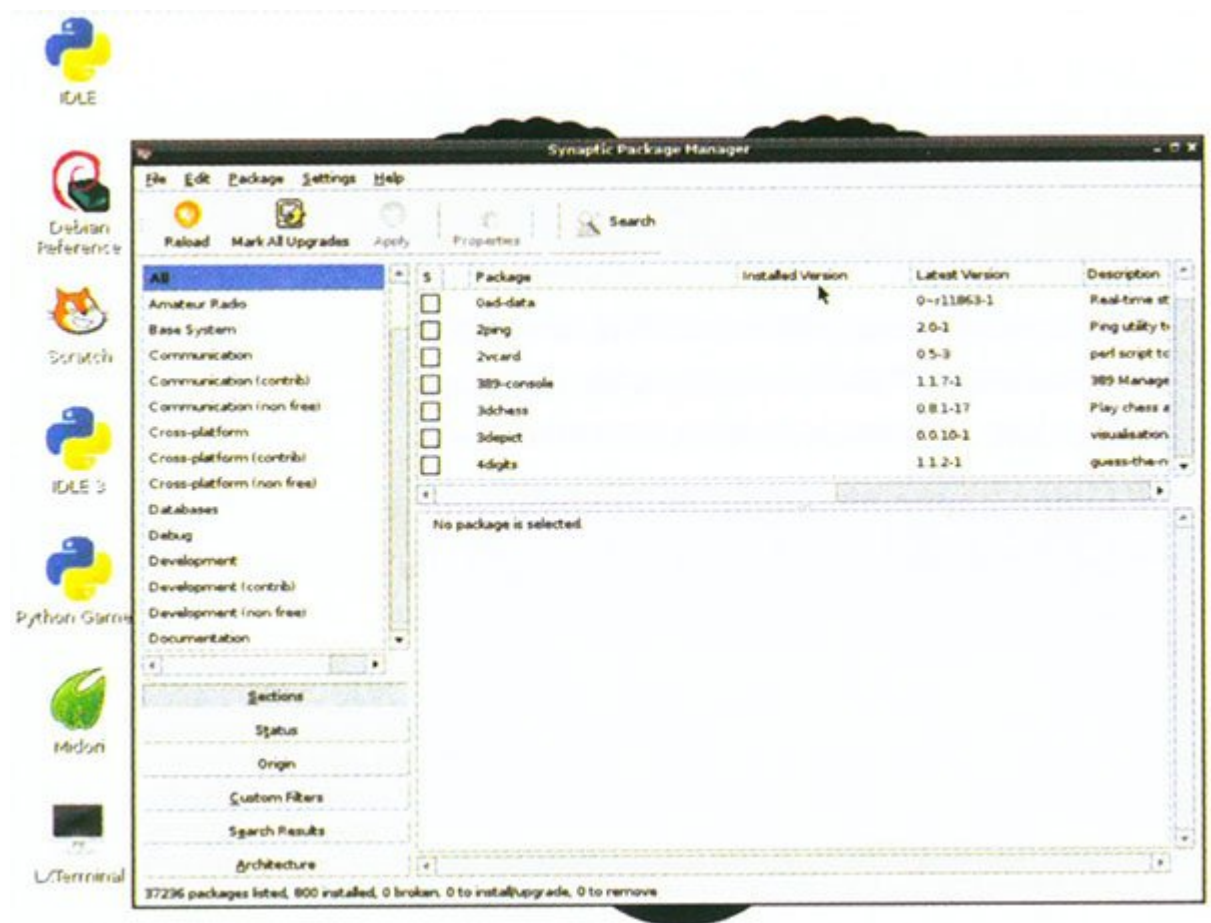 IDLE
Debian
Reference
Scratch
IDLE 3
Python Game
Midori
LXTerminal
Synaptic Package Manager
File Edit Package Settings Help
Reload Mark All Upgrades Apply Properties Search
All
Amateur Radio
Base System
Communication
Communication (contrib)
Communication (non free)
Cross-platform
Cross-platform (contrib)
Cross-platform (non free)
Databases
Debug
Development
Development (contrib)
Development (non free)
Documentation
Sections
Status
Origin
Custom Filters
Search Results
Architecture
S Package Installed Version Latest Version Description
0ad-data 0~r11863-1 Real-time st
2ping 2.0-1 Ping utility t
2vcard 0.5-3 perl script to
389-console 1.1.7-1 389 Manage
3dchess 0.8.1-17 Play chess a
3depict 0.0.10-1 visualisation
4digits 1.1.2-1 guess-the-n
No package is selected.
37236 packages listed, 800 installed, 0 broken. 0 to install/upgrade, 0 to remove